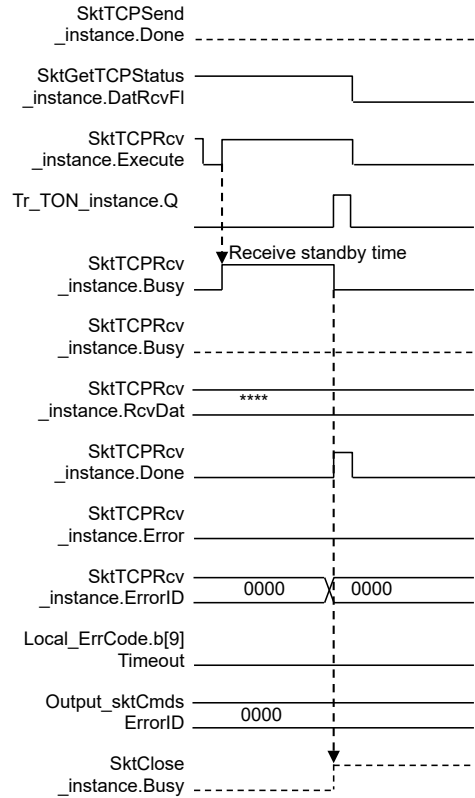 SktTCPSend
_instance.Done
SktGetTCPStatus
_instance.DatRcvFl
SktTCPRcv
_instance.Execute
Tr_TON_instance.Q
Receive standby time
SktTCPRcv
_instance.Busy
SktTCPRcv
_instance.Busy
SktTCPRcv
_instance.RcvDat
****
SktTCPRcv
_instance.Done
SktTCPRcv
_instance.Error
SktTCPRcv
_instance.ErrorID
0000 0000
Local_ErrCode.b[9]
Timeout
Output_sktCmds
ErrorID
0000
SktClose
_instance.Busy